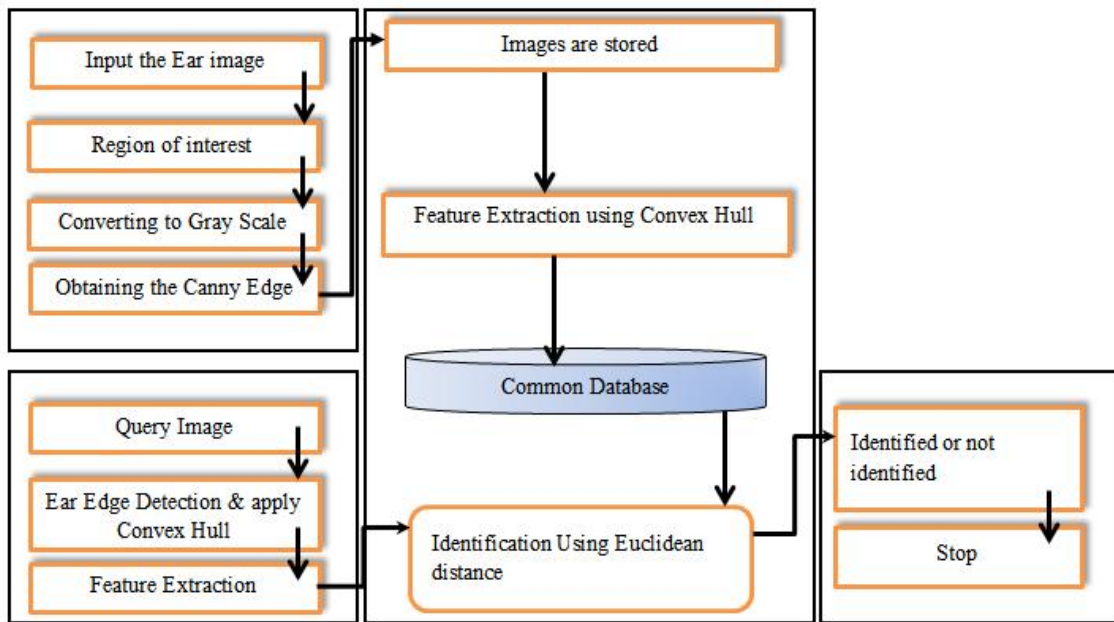 Input the Ear image
Region of interest
Converting to Gray Scale
Obtaining the Canny Edge
Images are stored
Feature Extraction using Convex Hull
Common Database
Query Image
Ear Edge Detection & apply
Convex Hull
Feature Extraction
Identification Using Euclidean
distance
Identified or not
identified
Stop